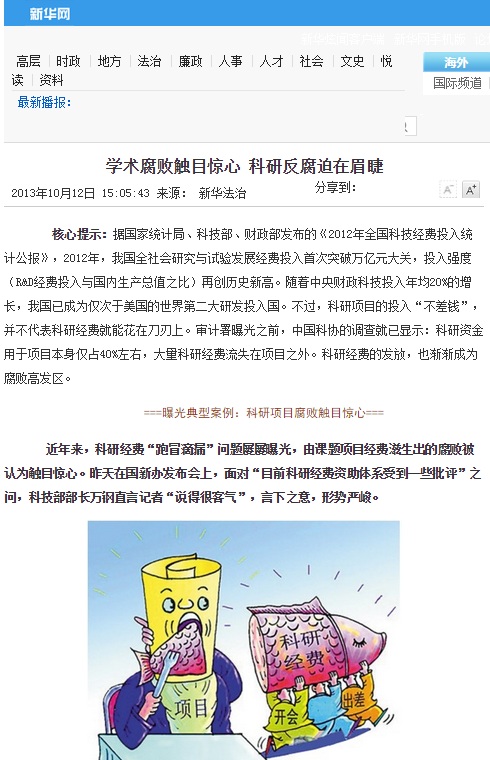 新华网
高层 | 时政 | 地方 | 法治 | 廉政 | 人事 | 人才 | 社会 | 文史 | 悦
读 | 资料
海外
国际频道
最新播报：
学术腐败触目惊心 科研反腐迫在眉睫
2013年10月12日 15:05:43 来源： 新华法治
分享到：
A- A+
核心提示：据国家统计局、科技部、财政部发布的《2012年全国科技经费投入统
计公报》，2012年，我国全社会研究与试验发展经费投入首次突破万亿元大关，投入强度
（R&D经费投入与国内生产总值之比）再创历史新高。随着中央财政科技投入年均20%的增
长，我国已成为仅次于美国的世界第二大研发投入国。不过，科研项目的投入“不差钱”，
并不代表科研经费就能花在刀刃上。审计署曝光之前，中国科协的调查就已显示：科研资金
用于项目本身仅占40%左右，大量科研经费流失在项目之外。科研经费的发放，也渐渐成为
腐败高发区。
===曝光典型案例：科研项目腐败触目惊心===
近年来，科研经费“跑冒滴漏”问题屡屡曝光，由课题项目经费滋生出的腐败被
认为触目惊心。昨天在国新办发布会上，面对“目前科研经费资助体系受到一些批评”之
问，科技部部长万钢直言记者“说得很客气”，言下之意，形势严峻。
科研
经费
项目
开会
出差